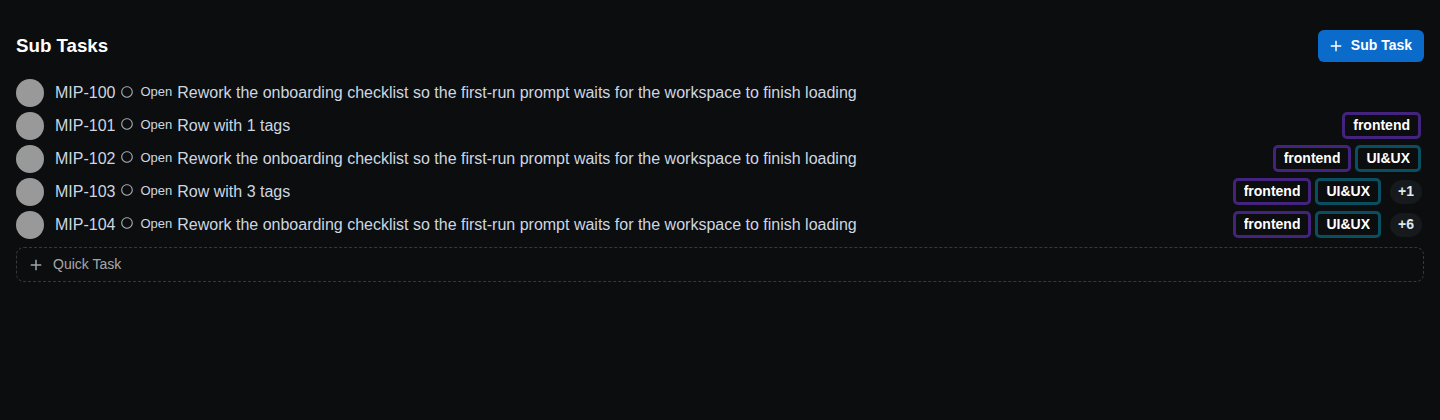 Sub Tasks
Sub Task
MIP-100 Open Rework the onboarding checklist so the first-run prompt waits for the workspace to finish loading
MIP-101 Open Row with 1 tags frontend
MIP-102 Open Rework the onboarding checklist so the first-run prompt waits for the workspace to finish loading frontend UI&UX
MIP-103 Open Row with 3 tags frontend UI&UX +1
MIP-104 Open Rework the onboarding checklist so the first-run prompt waits for the workspace to finish loading frontend UI&UX +6
Quick Task